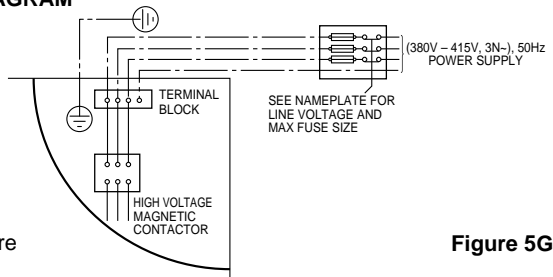 AGRAM
(380V – 415V, 3N~), 50Hz
POWER SUPPLY
TERMINAL
BLOCK
SEE NAMEPLATE FOR
LINE VOLTAGE AND
MAX FUSE SIZE
HIGH VOLTAGE
MAGNETIC
CONTACTOR
re
Figure 5G